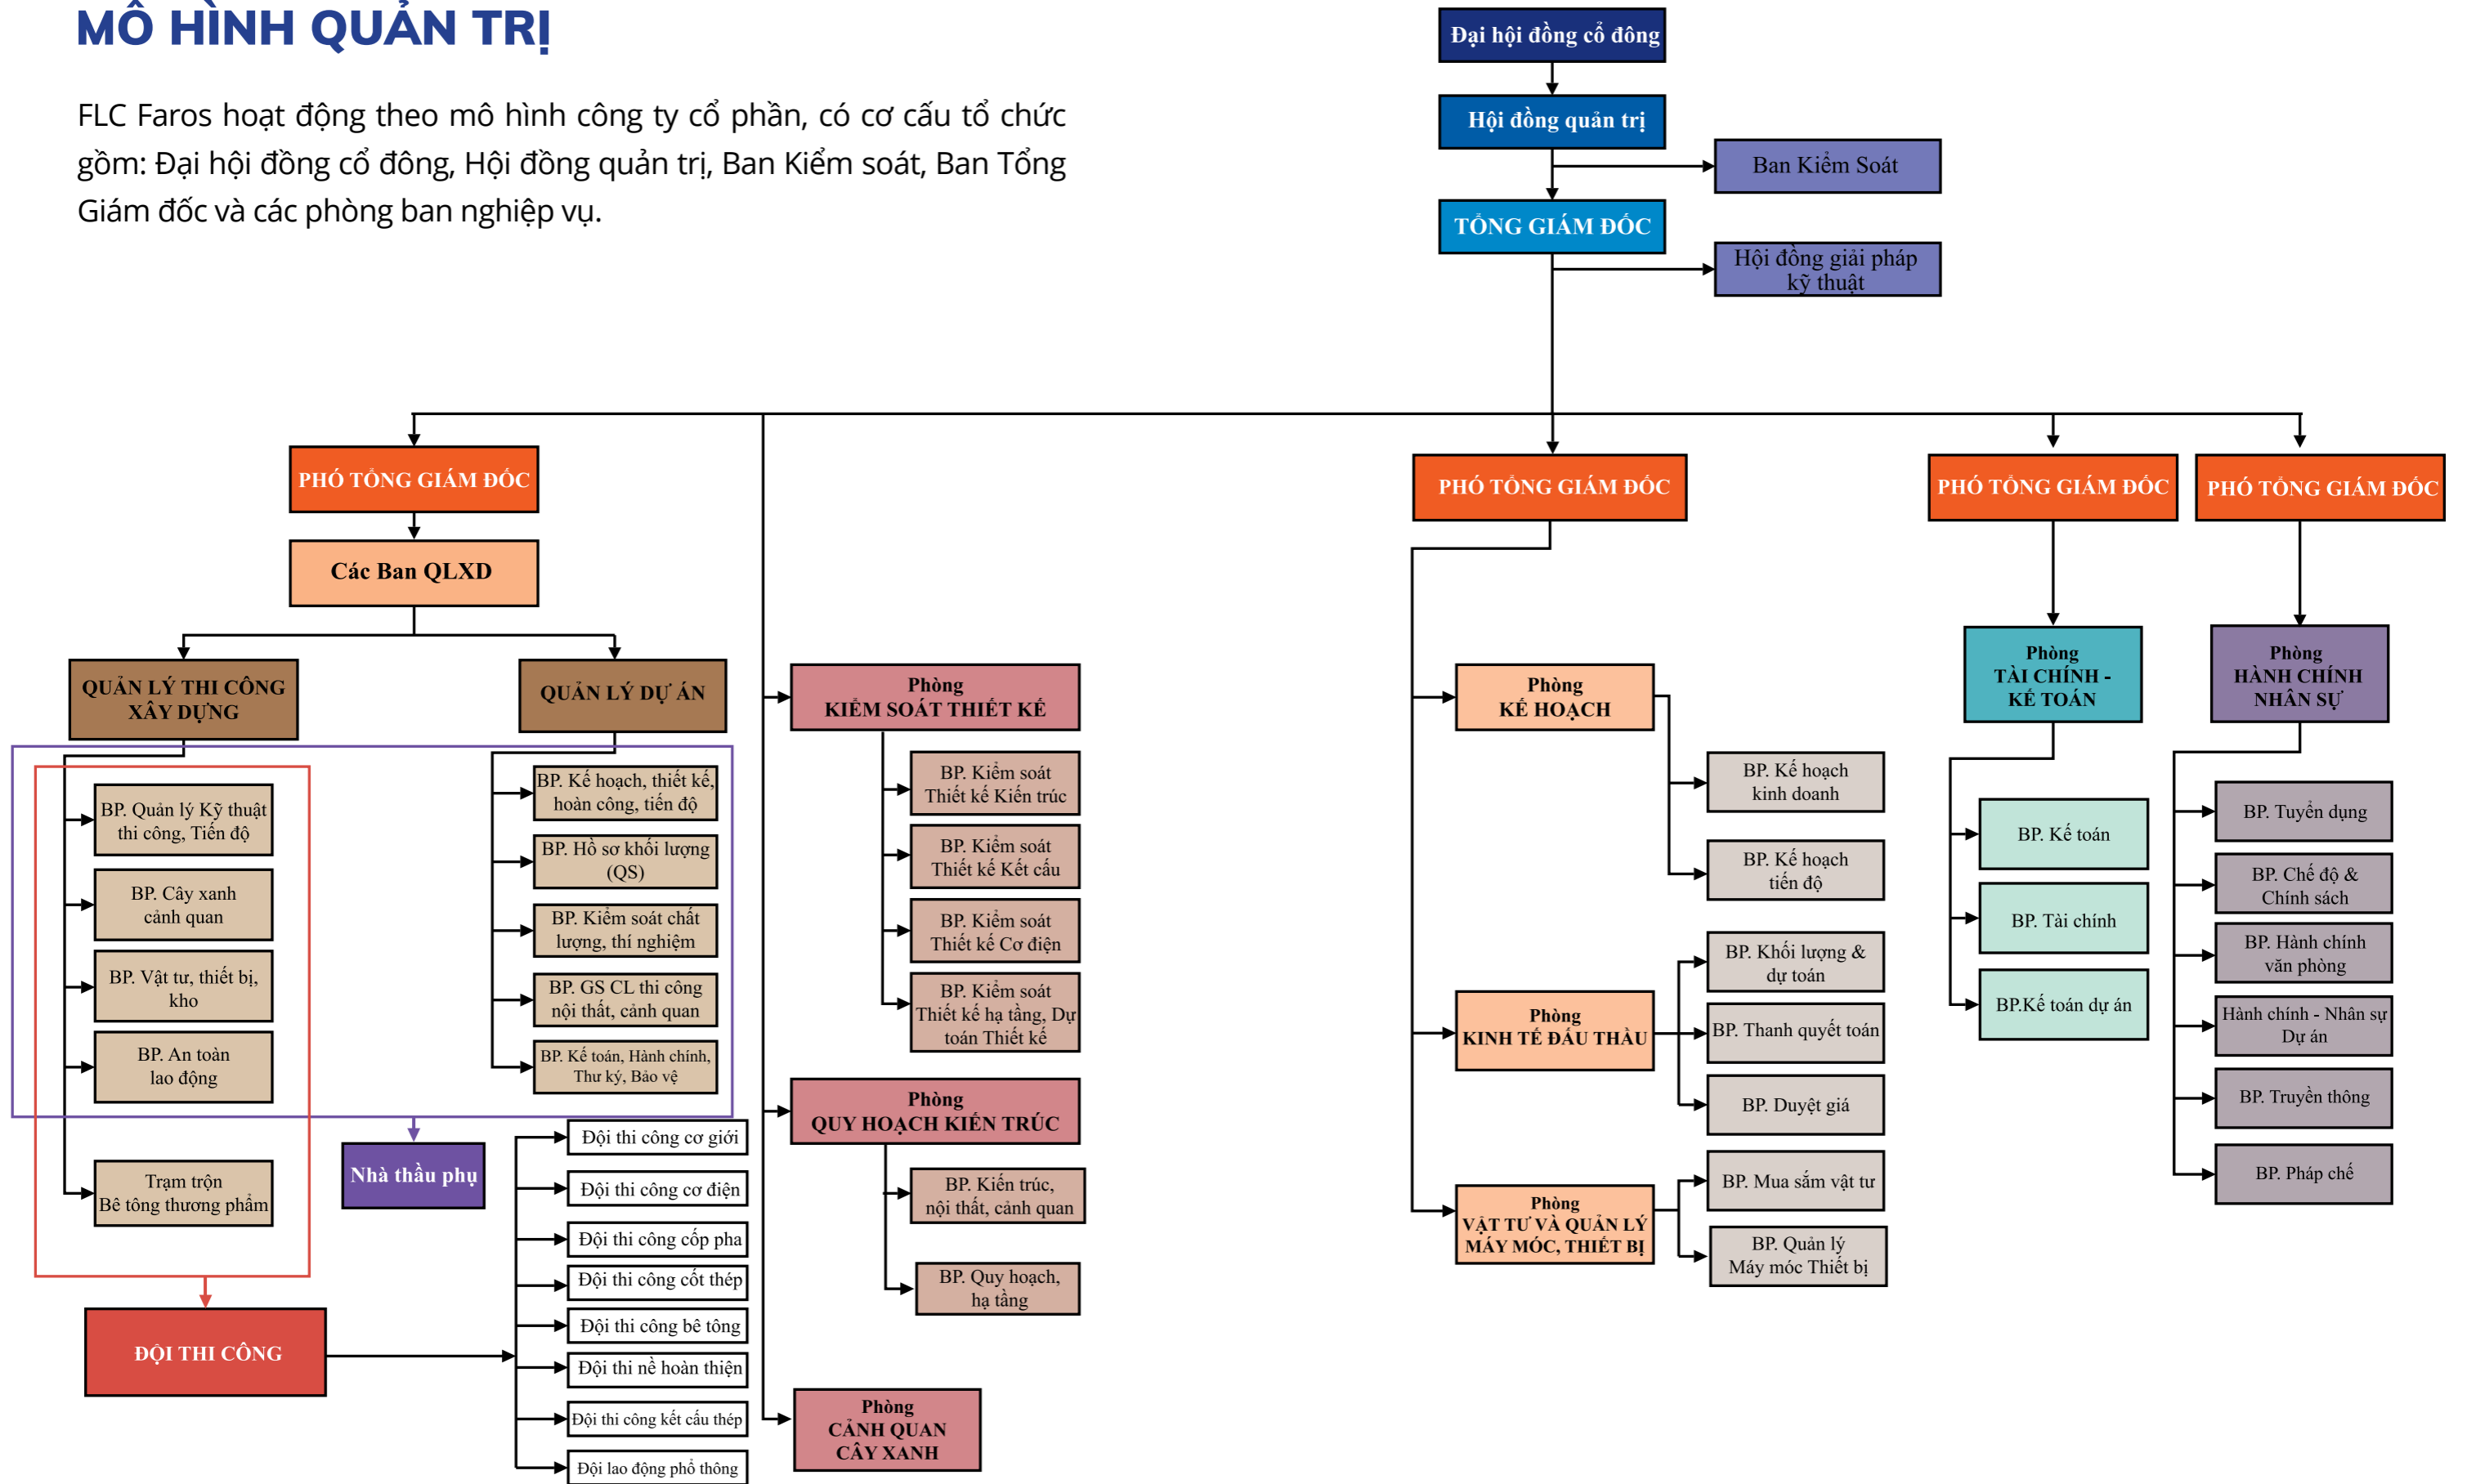 MÔ HÌNH QUẢN TRỊ
FLC Faros hoạt động theo mô hình công ty cổ phần, có cơ cấu tổ chức
gồm: Đại hội đồng cổ đông, Hội đồng quản trị, Ban Kiểm soát, Ban Tổng
Giám đốc và các phòng ban nghiệp vụ.
Đại hội đồng cổ đông
Hội đồng quản trị
Ban Kiểm Soát
TỔNG GIÁM ĐỐC
Hội đồng giải pháp
kỹ thuật
PHÓ TỔNG GIÁM ĐỐC
Các Ban QLXD
QUẢN LÝ THI CÔNG
XÂY DỰNG
BP. Quản lý Kỹ thuật
thi công, Tiến độ
BP. Cây xanh
cảnh quan
BP. Vật tư, thiết bị,
kho
BP. An toàn
lao động
Trạm trộn
Bê tông thương phẩm
QUẢN LÝ DỰ ÁN
BP. Kế hoạch, thiết kế,
hoàn công, tiến độ
BP. Hồ sơ khối lượng
(QS)
BP. Kiểm soát chất
lượng, thí nghiệm
BP. GS CL thi công
nội thất, cảnh quan
BP. Kế toán, Hành chính,
Thư ký, Bảo vệ
Nhà thầu phụ
ĐỘI THI CÔNG
Đội thi công cơ giới
Đội thi công cơ điện
Đội thi công cốp pha
Đội thi công cốt thép
Đội thi công bê tông
Đội thi nề hoàn thiện
Đội thi công kết cấu thép
Đội lao động phổ thông
Phòng
KIỂM SOÁT THIẾT KẾ
BP. Kiểm soát
Thiết kế Kiến trúc
BP. Kiểm soát
Thiết kế Kết cấu
BP. Kiểm soát
Thiết kế Cơ điện
BP. Kiểm soát
Thiết kế hạ tầng, Dự
toán Thiết kế
Phòng
QUY HOẠCH KIẾN TRÚC
BP. Kiến trúc,
nội thất, cảnh quan
BP. Quy hoạch,
hạ tầng
Phòng
CẢNH QUAN
CÂY XANH
PHÓ TỔNG GIÁM ĐỐC
Phòng
KẾ HOẠCH
BP. Kế hoạch
kinh doanh
BP. Kế hoạch
tiến độ
Phòng
KINH TẾ ĐẤU THẦU
BP. Khối lượng &
dự toán
BP. Thanh quyết toán
BP. Duyệt giá
Phòng
VẬT TƯ VÀ QUẢN LÝ
MÁY MÓC, THIẾT BỊ
BP. Mua sắm vật tư
BP. Quản lý
Máy móc Thiết bị
PHÓ TỔNG GIÁM ĐỐC
Phòng
TÀI CHÍNH -
KẾ TOÁN
BP. Kế toán
BP. Tài chính
BP.Kế toán dự án
PHÓ TỔNG GIÁM ĐỐC
Phòng
HÀNH CHÍNH
NHÂN SỰ
BP. Tuyển dụng
BP. Chế độ &
Chính sách
BP. Hành chính
văn phòng
Hành chính - Nhân sự
Dự án
BP. Truyền thông
BP. Pháp chế